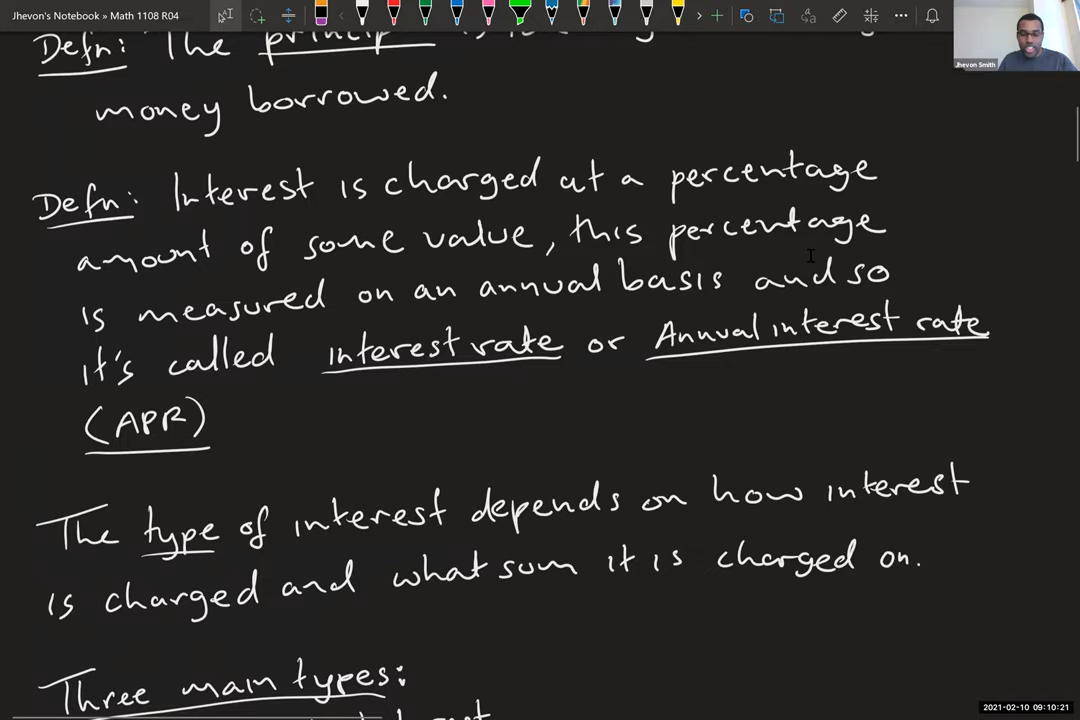 Jhevon's Notebook » Math 1108 R04
Jhevon Smith
Defn: The
money borrowed.
Defn: Interest is charged at a percentage
amount of some value, this percentage
is measured on an annual basis and so
it's called interest rate or Annual interest rate
(APR)
The type of interest depends on how interest
is charged and what sum it is charged on.
Three main types:
2021-02-10 09:10:21